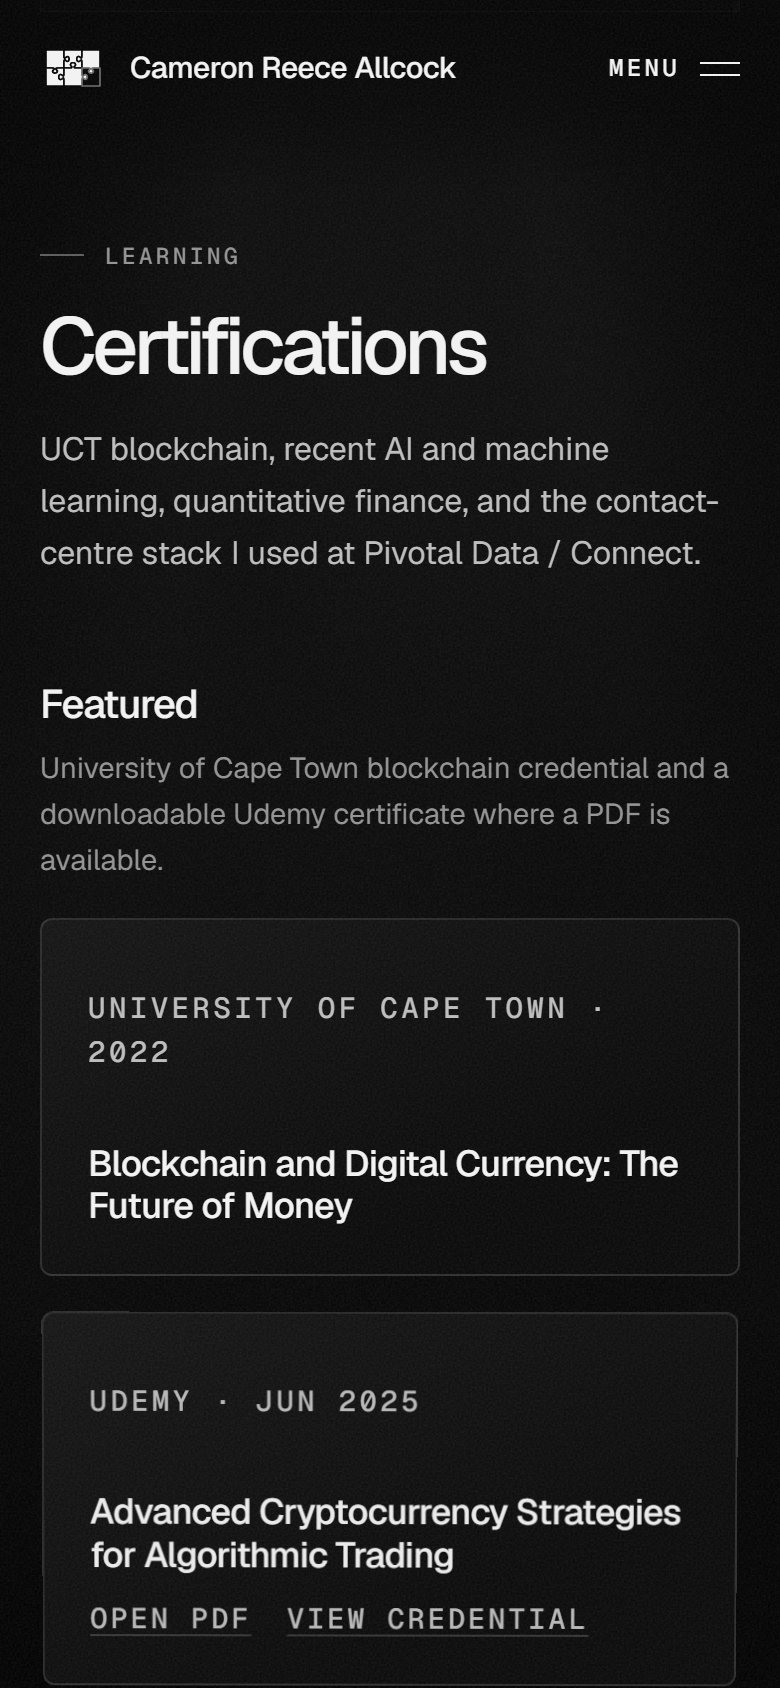 Cameron Reece Allcock
MENU
LEARNING
Certifications
UCT blockchain, recent AI and machine
learning, quantitative finance, and the contact-
centre stack I used at Pivotal Data / Connect.
Featured
University of Cape Town blockchain credential and a
downloadable Udemy certificate where a PDF is
available.
UNIVERSITY OF CAPE TOWN ·
2022
Blockchain and Digital Currency: The
Future of Money
UDEMY · JUN 2025
Advanced Cryptocurrency Strategies
for Algorithmic Trading
OPEN PDF VIEW CREDENTIAL